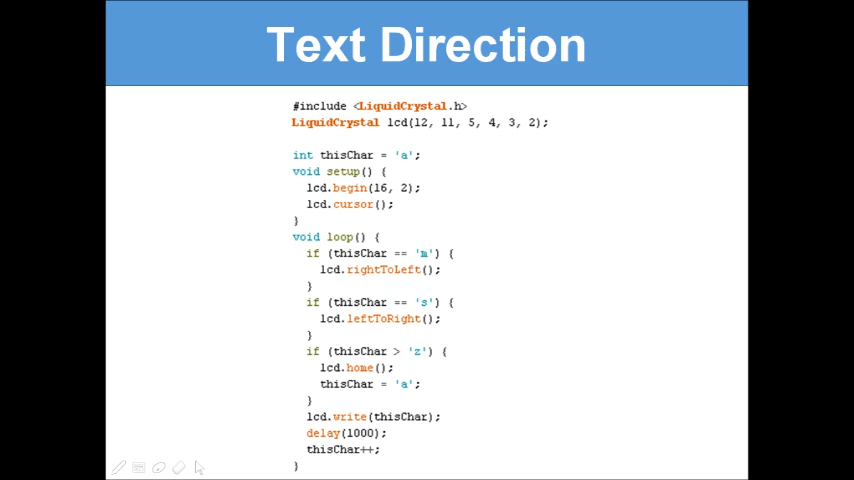 Text Direction
#include <LiquidCrystal.h>
LiquidCrystal lcd(12, 11, 5, 4, 3, 2);
int thisChar = 'a';
void setup() {
  lcd.begin(16, 2);
  lcd.cursor();
}
void loop() {
  if (thisChar == 'm') {
    lcd.rightToLeft();
  }
  if (thisChar == 's') {
    lcd.leftToRight();
  }
  if (thisChar > 'z') {
    lcd.home();
    thisChar = 'a';
  }
  lcd.write(thisChar);
  delay(1000);
  thisChar++;
}